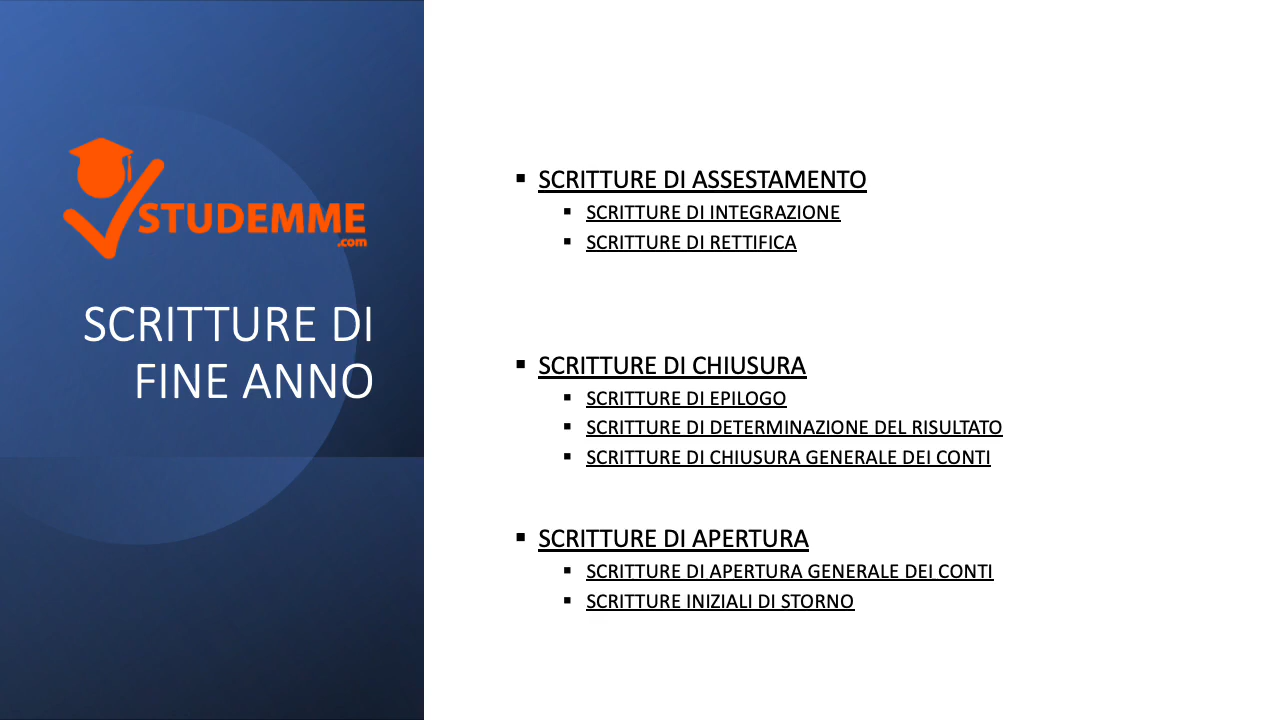 STUDEMME
.com
SCRITTURE DI
FINE ANNO
▪ SCRITTURE DI ASSESTAMENTO
▪ SCRITTURE DI INTEGRAZIONE
▪ SCRITTURE DI RETTIFICA
▪ SCRITTURE DI CHIUSURA
▪ SCRITTURE DI EPILOGO
▪ SCRITTURE DI DETERMINAZIONE DEL RISULTATO
▪ SCRITTURE DI CHIUSURA GENERALE DEI CONTI
▪ SCRITTURE DI APERTURA
▪ SCRITTURE DI APERTURA GENERALE DEI CONTI
▪ SCRITTURE INIZIALI DI STORNO